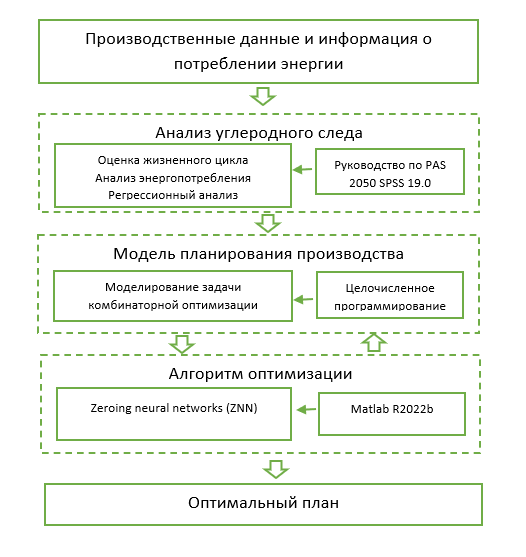 Производственные данные и информация о
потреблении энергии
Анализ углеродного следа
Оценка жизненного цикла
Анализ энергопотребления
Регрессионный анализ
Руководство по PAS
2050 SPSS 19.0
Модель планирования производства
Моделирование задачи
комбинаторной оптимизации
Целочисленное
программирование
Алгоритм оптимизации
Zeroing neural networks (ZNN)
Matlab R2022b
Оптимальный план